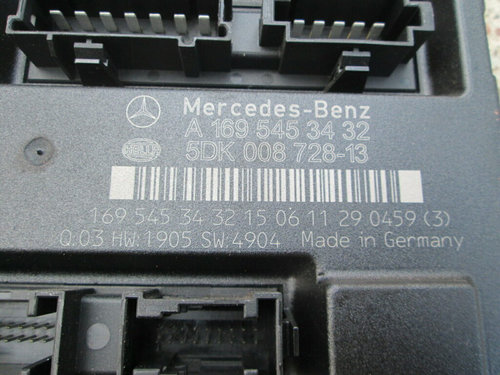 Mercedes-Benz
A 169 545 34 32
HELLA
5DK 008 728-13
169 545 34 32 15 06 11 29 0459 (3)
Q:03 HW:1905 SW:4904 Made in Germany